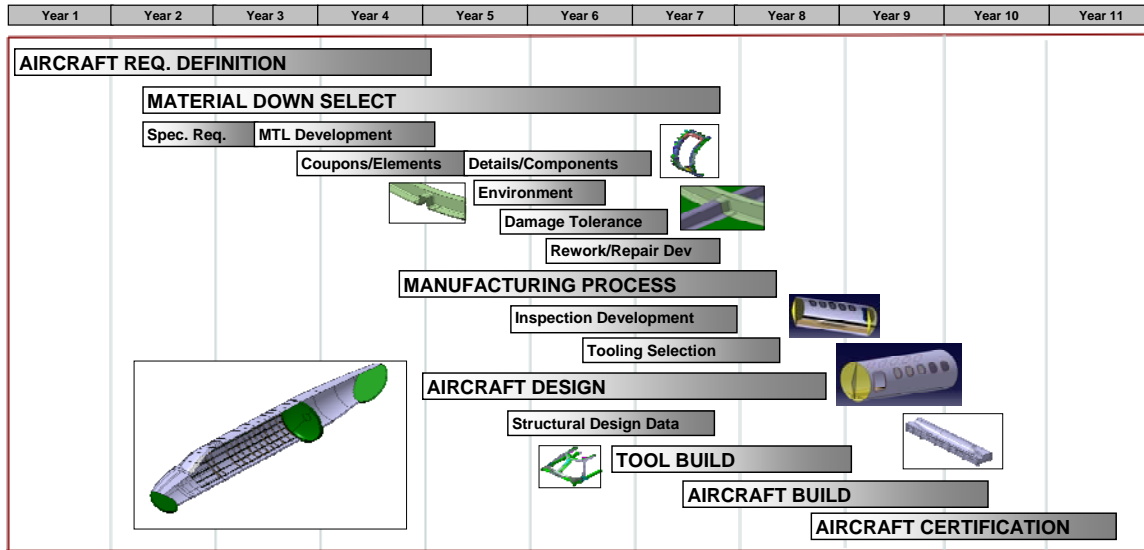 Year 1 Year 2 Year 3 Year 4 Year 5 Year 6 Year 7 Year 8 Year 9 Year 10 Year 11
AIRCRAFT REQ. DEFINITION
MATERIAL DOWN SELECT
Spec. Req. MTL Development
Coupons/Elements Details/Components
Environment
Damage Tolerance
Rework/Repair Dev
MANUFACTURING PROCESS
Inspection Development
Tooling Selection
AIRCRAFT DESIGN
Structural Design Data
TOOL BUILD
AIRCRAFT BUILD
AIRCRAFT CERTIFICATION